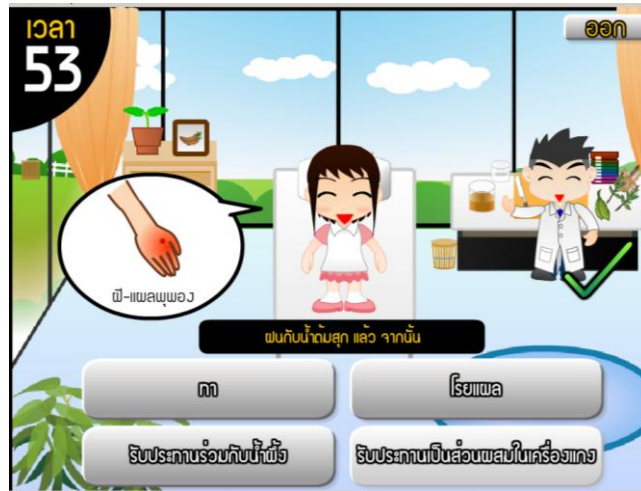 เวลา
53
ออก
ฝี-แผลพุพอง
ฝนกับน้ำต้มสุก แล้ว จากนั้น
ทา
โรยแผล
รับประทานร่วมกับน้ำผึ้ง
รับประทานเป็นส่วนผสมในเครื่องแกง